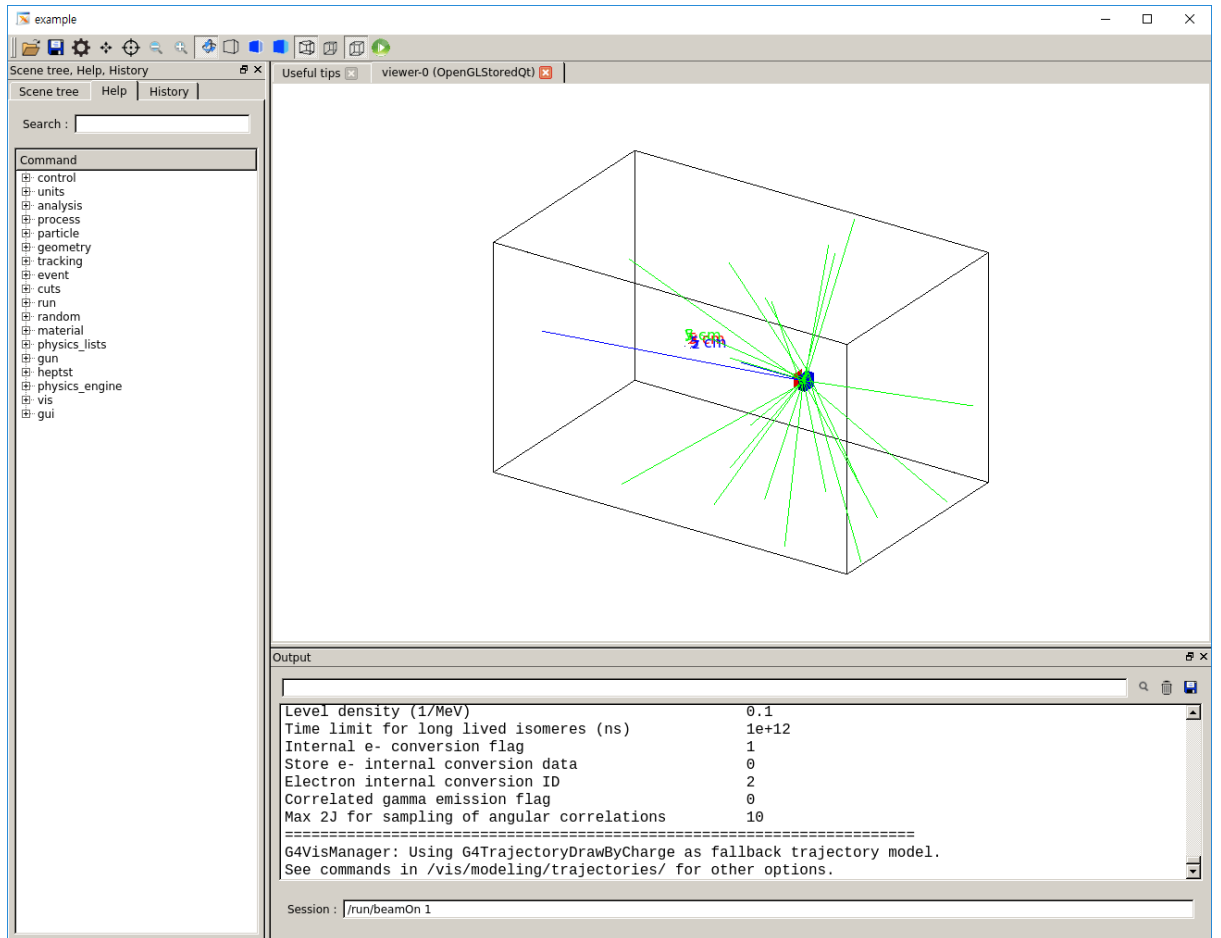 example
Scene tree, Help, History
Scene tree Help History
Search :
Command
control
units
analysis
process
particle
geometry
tracking
event
cuts
run
random
material
physics_lists
gun
heptst
physics_engine
vis
gui
Useful tips viewer-0 (OpenGLStoredQt)
cm
cm
Output
Level density (1/MeV) 0.1
Time limit for long lived isomeres (ns) 1e+12
Internal e- conversion flag 1
Store e- internal conversion data 0
Electron internal conversion ID 2
Correlated gamma emission flag 0
Max 2J for sampling of angular correlations 10
=======================================================================
G4VisManager: Using G4TrajectoryDrawByCharge as fallback trajectory model.
See commands in /vis/modeling/trajectories/ for other options.
Session : /run/beamOn 1